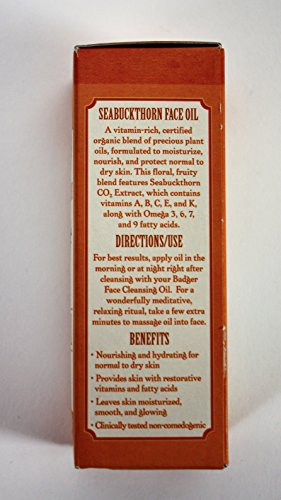 SEABUCKTHORN FACE OIL
A vitamin-rich, certified
organic blend of precious plant
oils, formulated to moisturize,
nourish, and protect normal to
dry skin. This floral, fruity
blend features Seabuckthorn
CO₂ Extract, which contains
vitamins A, B, C, E, and K,
along with Omega 3, 6, 7,
and 9 fatty acids.
DIRECTIONS/USE
For best results, apply oil in the
morning or at night right after
cleansing with your Badger
Face Cleansing Oil. For a
wonderfully meditative,
relaxing ritual, take a few extra
minutes to massage oil into face.
BENEFITS
• Nourishing and hydrating for
normal to dry skin
• Provides skin with restorative
vitamins and fatty acids
• Leaves skin moisturized,
smooth, and glowing
• Clinically tested non-comedogenic